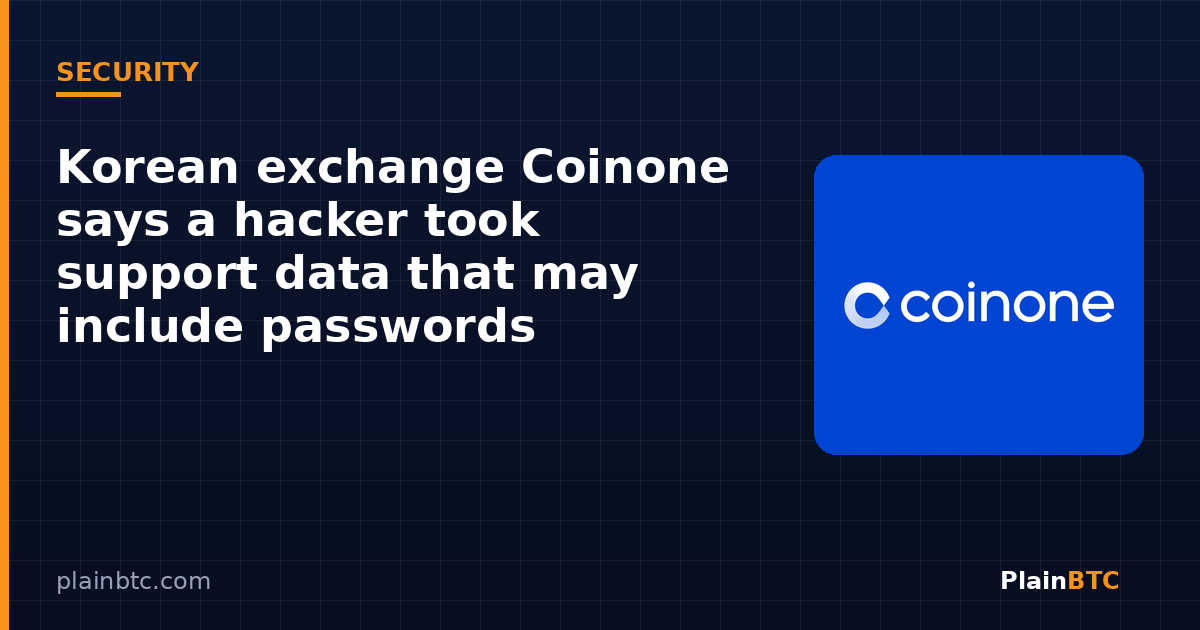 SECURITY
Korean exchange Coinone
says a hacker took
support data that may
include passwords
coinone
plainbtc.com
PlainBTC